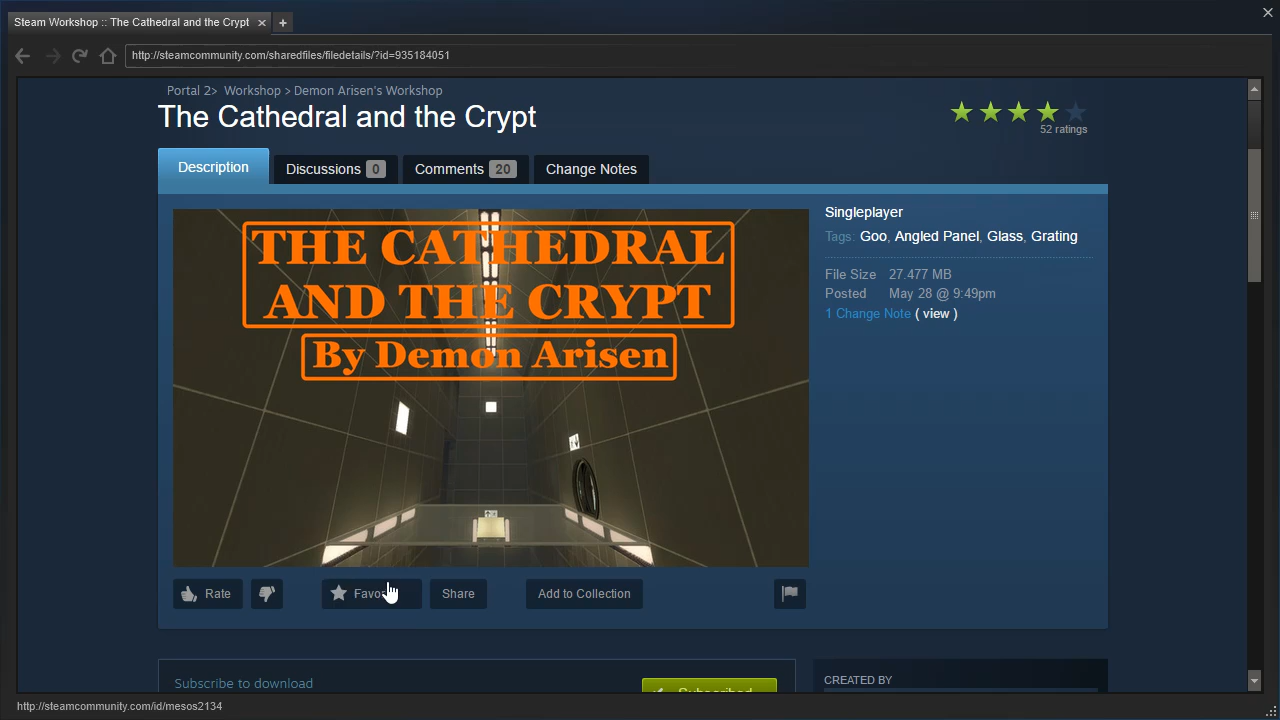 Steam Workshop :: The Cathedral and the Crypt
http://steamcommunity.com/sharedfiles/filedetails/?id=935184051
Portal 2> Workshop > Demon Arisen's Workshop
The Cathedral and the Crypt
52 ratings
Description
Discussions 0
Comments 20
Change Notes
THE CATHEDRAL
AND THE CRYPT
By Demon Arisen
Singleplayer
Tags: Goo, Angled Panel, Glass, Grating
File Size 27.477 MB
Posted May 28 @ 9:49pm
1 Change Note ( view )
Rate
Share
Add to Collection
Subscribe to download
Subscribed
CREATED BY
http://steamcommunity.com/id/mesos2134